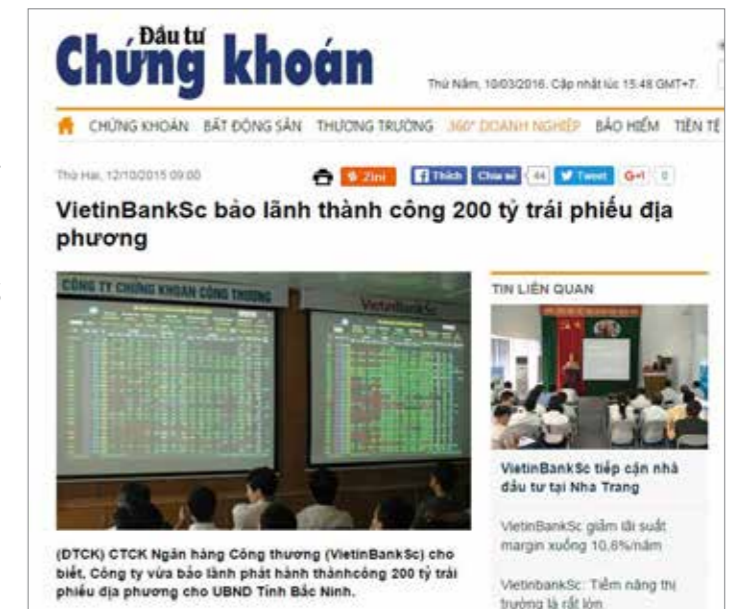 Đầu tư
Chứng khoán
Thứ Năm, 10/03/2016. Cập nhật lúc 15:48 GMT+7.
CHỨNG KHOÁN BẤT ĐỘNG SẢN THƯƠNG TRƯỜNG 360° DOANH NGHIỆP BẢO HIỂM TIỀN TỆ
Thứ Hai, 12/10/2015 09:00
Zini Thích Chia sẻ 44 Tweet G+1 0
VietinBankSc bảo lãnh thành công 200 tỷ trái phiếu địa
phương
CÔNG TY CHỨNG KHOÁN CÔNG THƯƠNG
VietinBankSc
(ĐTCK) CTCK Ngân hàng Công thương (VietinBankSc) cho
biết, Công ty vừa bảo lãnh phát hành thànhcông 200 tỷ trái
phiếu địa phương cho UBND Tỉnh Bắc Ninh.
TIN LIÊN QUAN
VietinBankSc tiếp cận nhà
đầu tư tại Nha Trang
VietinBankSc giảm lãi suất
margin xuống 10,6%/năm
VietinbankSc: Tiềm năng thị
trường là rất lớn